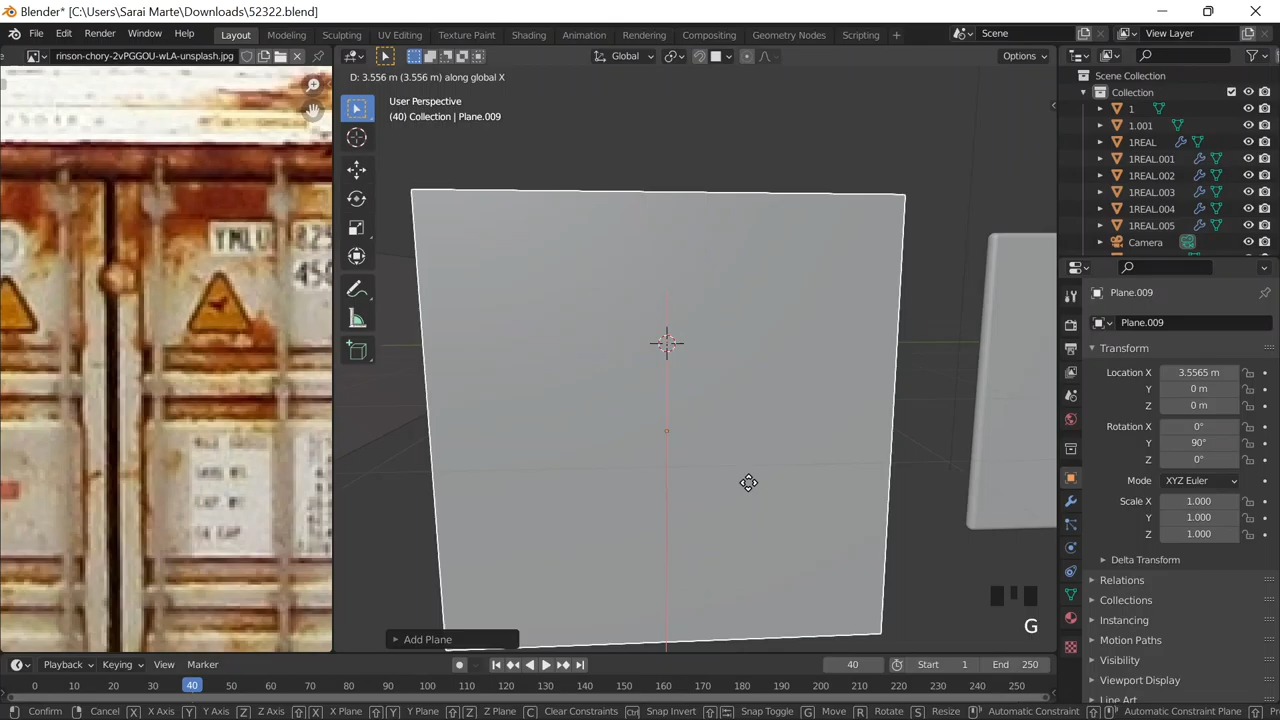 Blender* [C:\Users\Sarai Marte\Downloads\52322.blend]
File Edit Render Window Help Layout Modeling Sculpting UV Editing Texture Paint Shading Animation Rendering Compositing Geometry Nodes Scripting Scene View Layer
rinson-chory-2vPGGOU-wLA-unsplash.jpg Global Options
D: 3.556 m (3.556 m) along global X
User Perspective
(40) Collection | Plane.009
Scene Collection
Collection
1
1.001
1REAL
1REAL.001
1REAL.002
1REAL.003
1REAL.004
1REAL.005
Camera
Plane.009
Plane.009
Transform
Location X 3.5565 m
Y 0 m
Z 0 m
Rotation X 0°
Y 90°
Z 0°
Mode XYZ Euler
Scale X 1.000
Y 1.000
Z 1.000
Delta Transform
Relations
Collections
Instancing
Motion Paths
Visibility
Viewport Display
Line Art
G
Add Plane
Playback Keying View Marker 40 Start 1 End 250
0 10 20 30 40 50 60 70 80 90 100 110 120 130 140 150 160 170 180 190 200 210 220 230 240 250
Confirm Cancel X X Axis Y Y Axis Z Z Axis X X Plane Y Y Plane Z Z Plane C Clear Constraints Ctrl Snap Invert Snap Toggle G Move R Rotate S Resize Automatic Constraint Automatic Constraint Plane